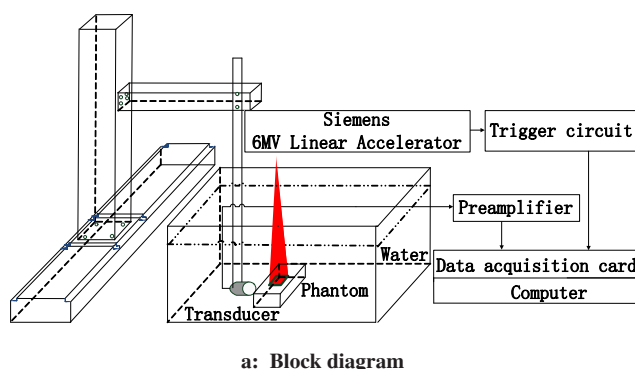 Siemens
6MV Linear Accelerator
Trigger circuit
Preamplifier
Water
Data acquisition card
Phantom
Computer
Transducer
a: Block diagram